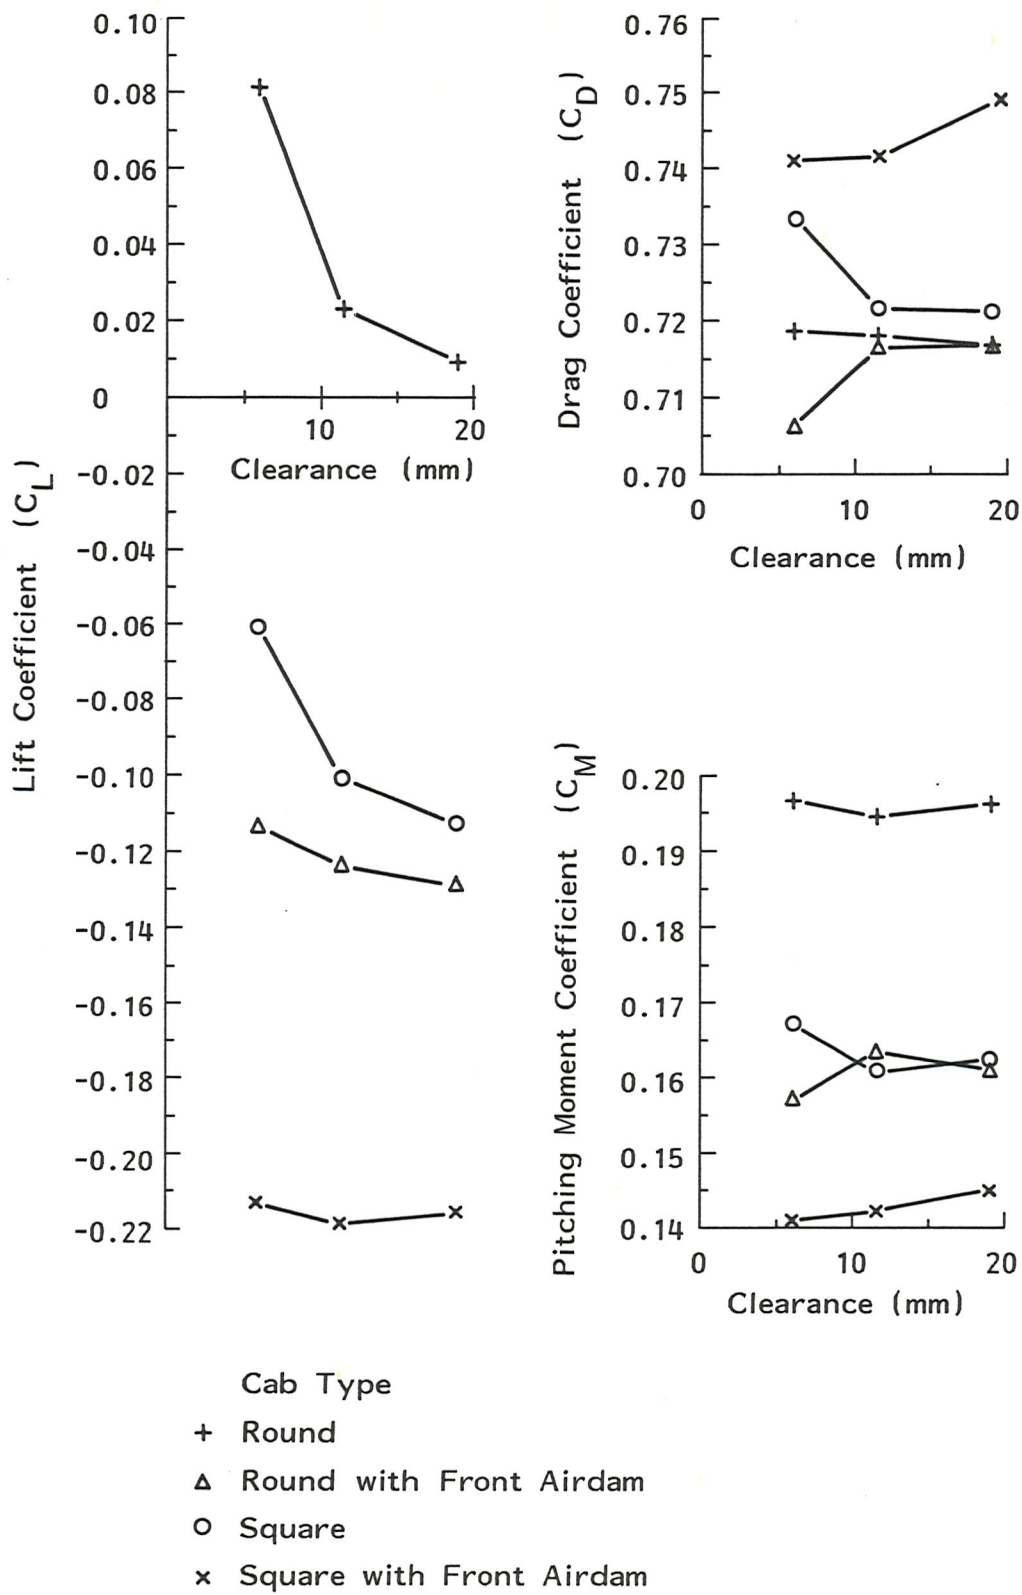 0.10
0.08
0.06
0.04
0.02
0
-0.02
-0.04
-0.06
-0.08
-0.10
-0.12
-0.14
-0.16
-0.18
-0.20
-0.22
Lift Coefficient (CL)
10 20
Clearance (mm)
0.76
0.75
0.74
0.73
0.72
0.71
0.70
Drag Coefficient (CD)
0 10 20
Clearance (mm)
0.20
0.19
0.18
0.17
0.16
0.15
0.14
Pitching Moment Coefficient (CM)
0 10 20
Clearance (mm)
Cab Type
+ Round
△ Round with Front Airdam
○ Square
× Square with Front Airdam